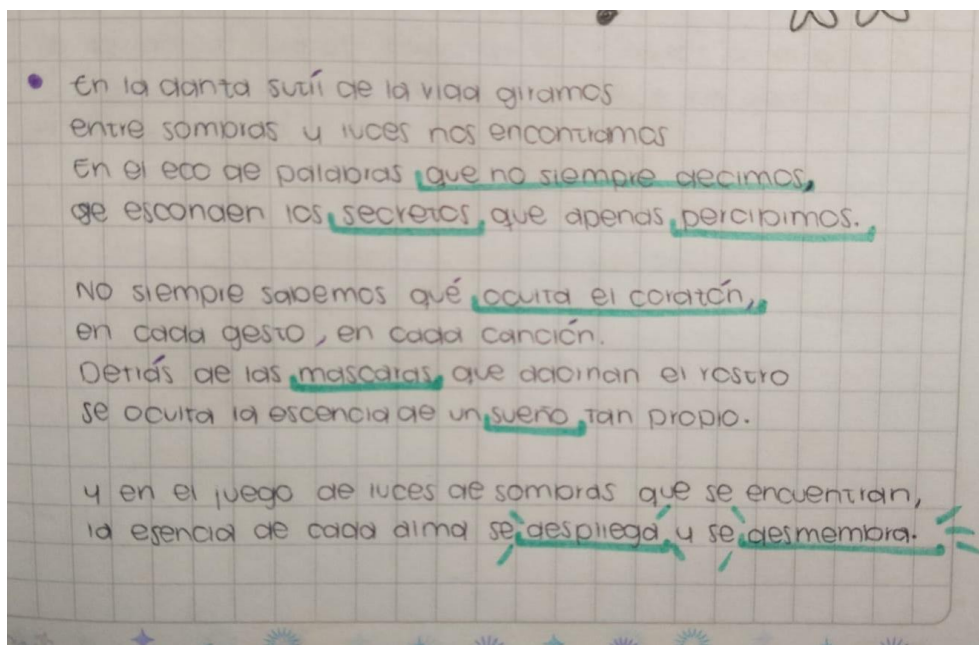 En la danza sutil de la vida giramos
entre sombras y luces nos encontramos
En el eco de palabras que no siempre decimos,
se esconden los secretos, que apenas percibimos.
No siempre sabemos qué oculta el corazón,
en cada gesto, en cada canción.
Detrás de las mascaras que adornan el rostro
se oculta la escencia de un sueño tan propio.
y en el juego de luces de sombras que se encuentran,
la esencia de cada alma se despliega y se desmembra.